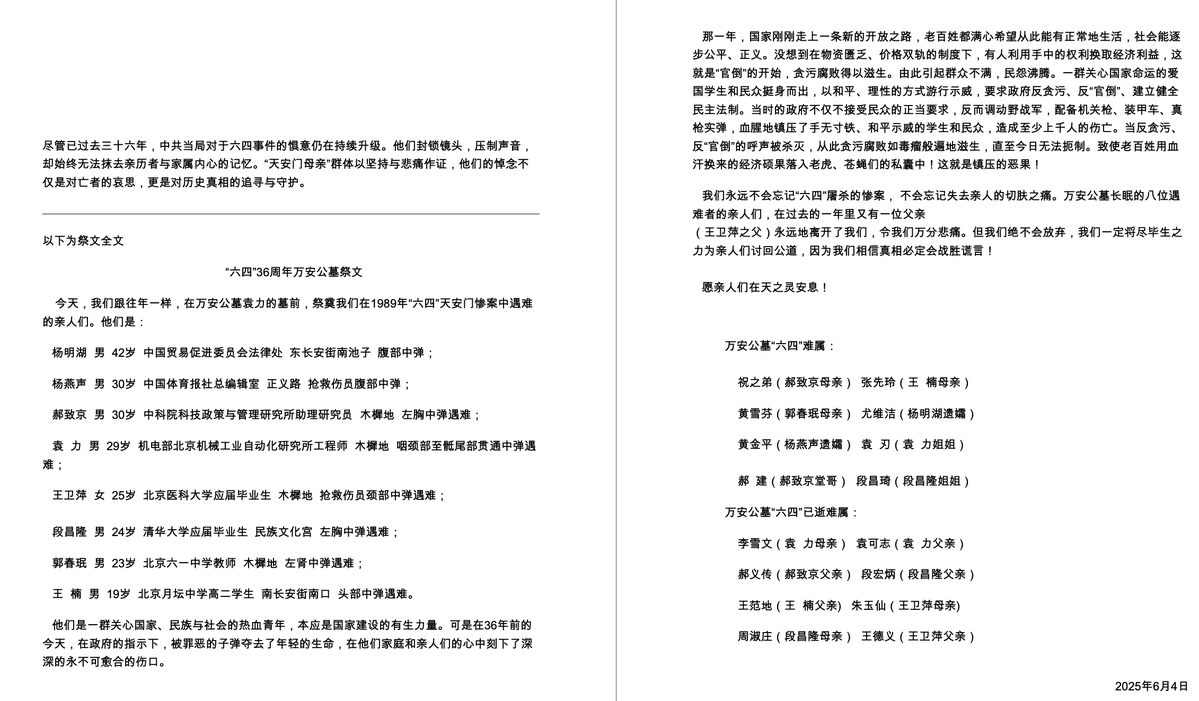 尽管已过去三十六年，中共当局对于六四事件的惧意仍在持续升级。他们封锁镜头，压制声音，
却始终无法抹去亲历者与家属内心的记忆。“天安门母亲”群体以坚持与悲痛作证，他们的悼念不
仅是对亡者的哀思，更是对历史真相的追寻与守护。
以下为祭文全文
“六四”36周年万安公墓祭文
今天，我们跟往年一样，在万安公墓袁力的墓前，祭奠我们在1989年“六四”天安门惨案中遇难
的亲人们。他们是：
杨明湖 男 42岁 中国贸易促进委员会法律处 东长安街南池子 腹部中弹；
杨燕声 男 30岁 中国体育报社总编辑室 正义路 抢救伤员腹部中弹；
郝致京 男 30岁 中科院科技政策与管理研究所助理研究员 木樨地 左胸中弹遇难；
袁 力 男 29岁 机电部北京机械工业自动化研究所工程师 木樨地 咽颈部至骶尾部贯通中弹遇
难；
王卫萍 女 25岁 北京医科大学应届毕业生 木樨地 抢救伤员颈部中弹遇难；
段昌隆 男 24岁 清华大学应届毕业生 民族文化宫 左胸中弹遇难；
郭春珉 男 23岁 北京六一中学教师 木樨地 左肾中弹遇难；
王 楠 男 19岁 北京月坛中学高二学生 南长安街南口 头部中弹遇难。
他们是一群关心国家、民族与社会的热血青年，本应是国家建设的有生力量。可是在36年前的
今天，在政府的指示下，被罪恶的子弹夺去了年轻的生命，在他们家庭和亲人们的心中刻下了深
深的永不可愈合的伤口。
那一年，国家刚刚走上一条新的开放之路，老百姓都满心希望从此能有正常地生活，社会能逐
步公平、正义。没想到在物资匮乏、价格双轨的制度下，有人利用手中的权利换取经济利益，这
就是“官倒”的开始，贪污腐败得以滋生。由此引起群众不满，民怨沸腾。一群关心国家命运的爱
国学生和民众挺身而出，以和平、理性的方式游行示威，要求政府反贪污、反“官倒”、建立健全
民主法制。当时的政府不仅不接受民众的正当要求，反而调动野战军，配备机关枪、装甲车、真
枪实弹，血腥地镇压了手无寸铁、和平示威的学生和民众，造成至少上千人的伤亡。当反贪污、
反“官倒”的呼声被杀灭，从此贪污腐败如毒瘤般遍地滋生，直至今日无法扼制。致使老百姓用血
汗换来的经济硕果落入老虎、苍蝇们的私囊中！这就是镇压的恶果！
我们永远不会忘记“六四”屠杀的惨案， 不会忘记失去亲人的切肤之痛。万安公墓长眠的八位遇
难者的亲人们，在过去的一年里又有一位父亲
（王卫萍之父）永远地离开了我们，令我们万分悲痛。但我们绝不会放弃，我们一定将尽毕生之
力为亲人们讨回公道，因为我们相信真相必定会战胜谎言！
愿亲人们在天之灵安息！
万安公墓“六四”难属：
祝之弟（郝致京母亲） 张先玲（王 楠母亲）
黄雪芬（郭春珉母亲） 尤维洁（杨明湖遗孀）
黄金平（杨燕声遗孀） 袁 刃（袁 力姐姐）
郝 建（郝致京堂哥） 段昌琦（段昌隆姐姐）
万安公墓“六四”已逝难属：
李雪文（袁 力母亲） 袁可志（袁 力父亲）
郝义传（郝致京父亲） 段宏炳（段昌隆父亲）
王范地（王 楠父亲) 朱玉仙（王卫萍母亲)
周淑庄（段昌隆母亲） 王德义（王卫萍父亲）
2025年6月4日